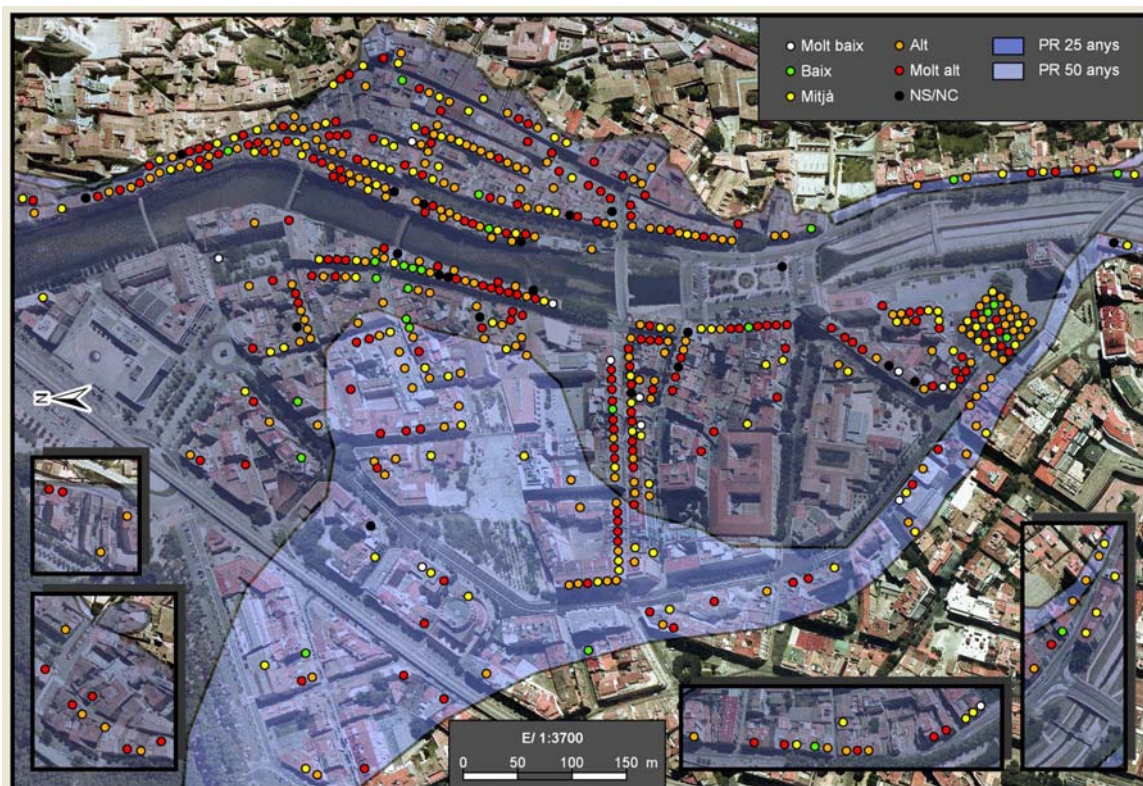 Molt baix
Baix
Mitjà
Alt
Molt alt
NS/NC
PR 25 anys
PR 50 anys
N
E/ 1:3700
0 50 100 150 m